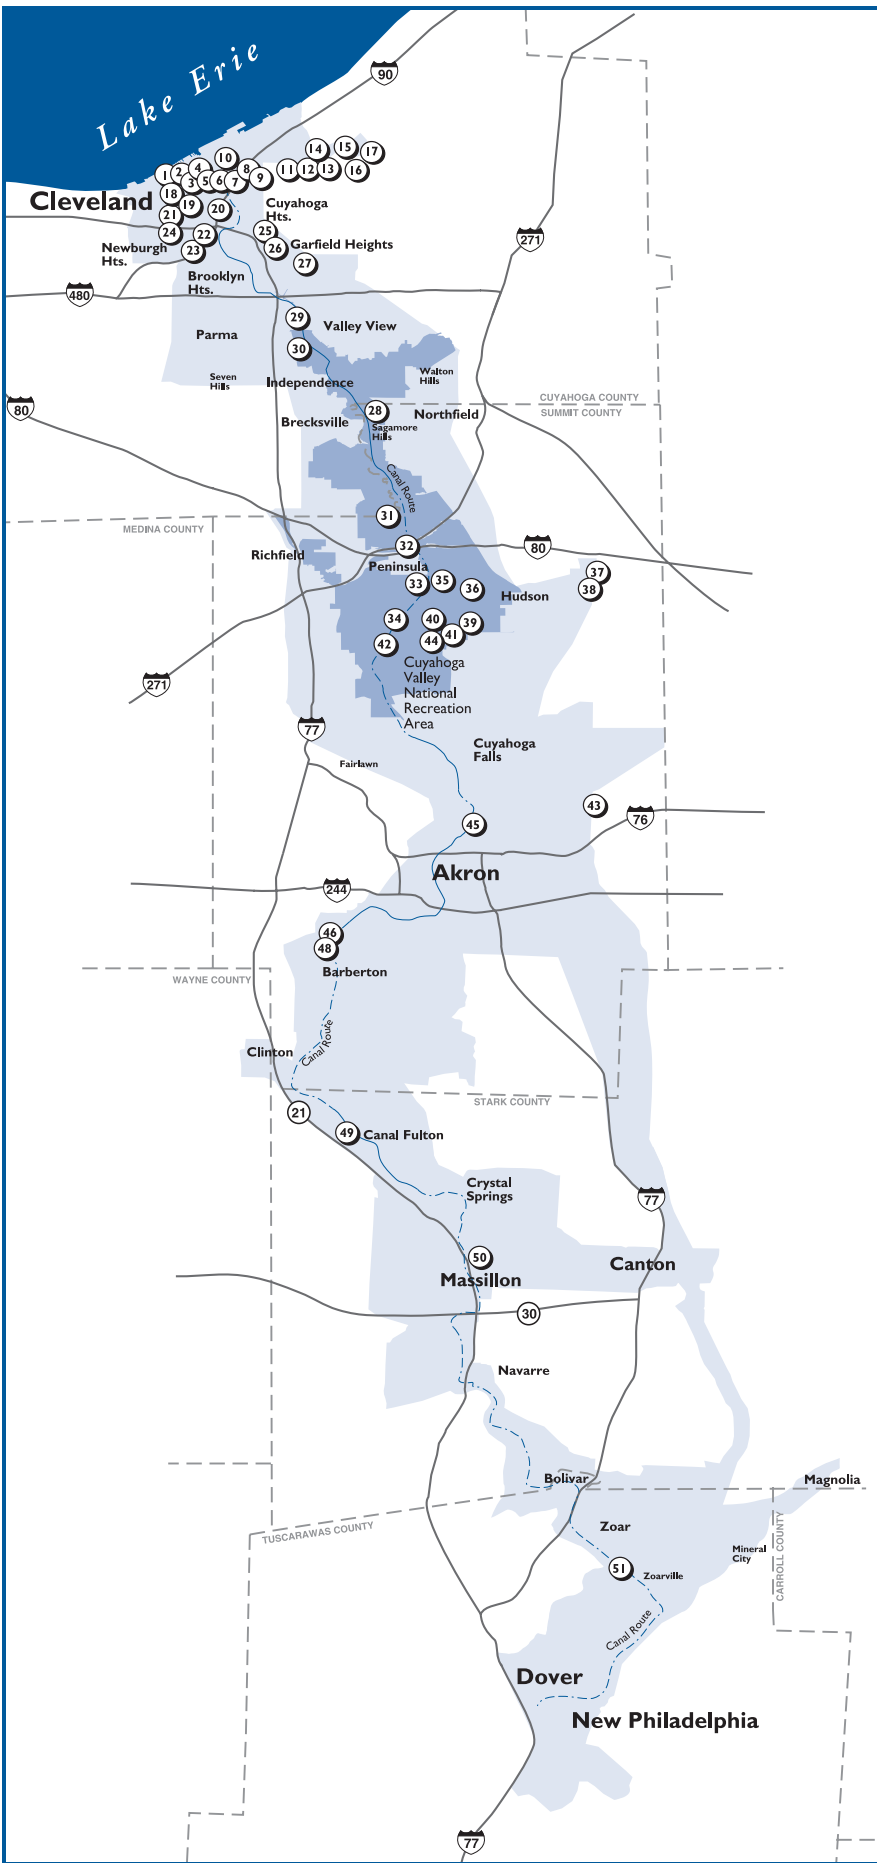 Lake Erie
90
10
14
15
17
1
2
4
3
5
6
7
8
9
11
12
13
16
18
Cleveland
19
20
21
Cuyahoga
Hts.
24
22
25
271
Newburgh
Hts.
23
26
Garfield Heights
27
Brooklyn
Hts.
480
29
Valley View
Parma
30
Seven
Hills
Independence
Walton
Hills
80
28
CUYAHOGA COUNTY
SUMMIT COUNTY
Brecksville
Northfield
Sagamore
Hills
Canal Route
31
MEDINA COUNTY
32
80
Richfield
Peninsula
37
33
35
36
38
Hudson
34
40
39
41
42
44
Cuyahoga
Valley
National
Recreation
Area
271
77
Cuyahoga
Falls
Fairlawn
43
45
76
Akron
244
46
48
Barberton
WAYNE COUNTY
Canal Route
Clinton
STARK COUNTY
21
49
Canal Fulton
Crystal
Springs
77
50
Canton
Massillon
30
Navarre
Bolivar
Magnolia
Zoar
TUSCARAWAS COUNTY
Mineral
City
CARROLL COUNTY
51
Zoarville
Canal Route
Dover
New Philadelphia
77